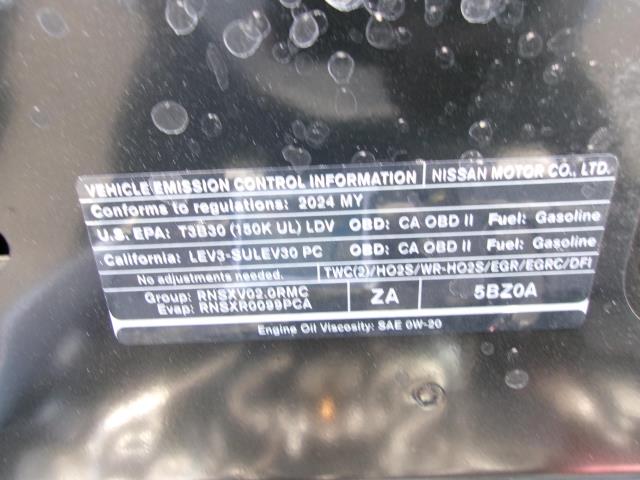 VEHICLE EMISSION CONTROL INFORMATION NISSAN MOTOR CO., LTD.
Conforms to regulations: 2024 MY
U.S. EPA: T3B30 (150K UL) LDV OBD: CA OBD II Fuel: Gasoline
California: LEV3-SULEV30 PC OBD: CA OBD II Fuel: Gasoline
No adjustments needed. TWC(2)/HO2S/WR-HO2S/EGR/EGRC/DFI
Group: RNSXV02.0RMC
Evap: RNSXR0099PCA
ZA
5BZ0A
Engine Oil Viscosity: SAE 0W-20